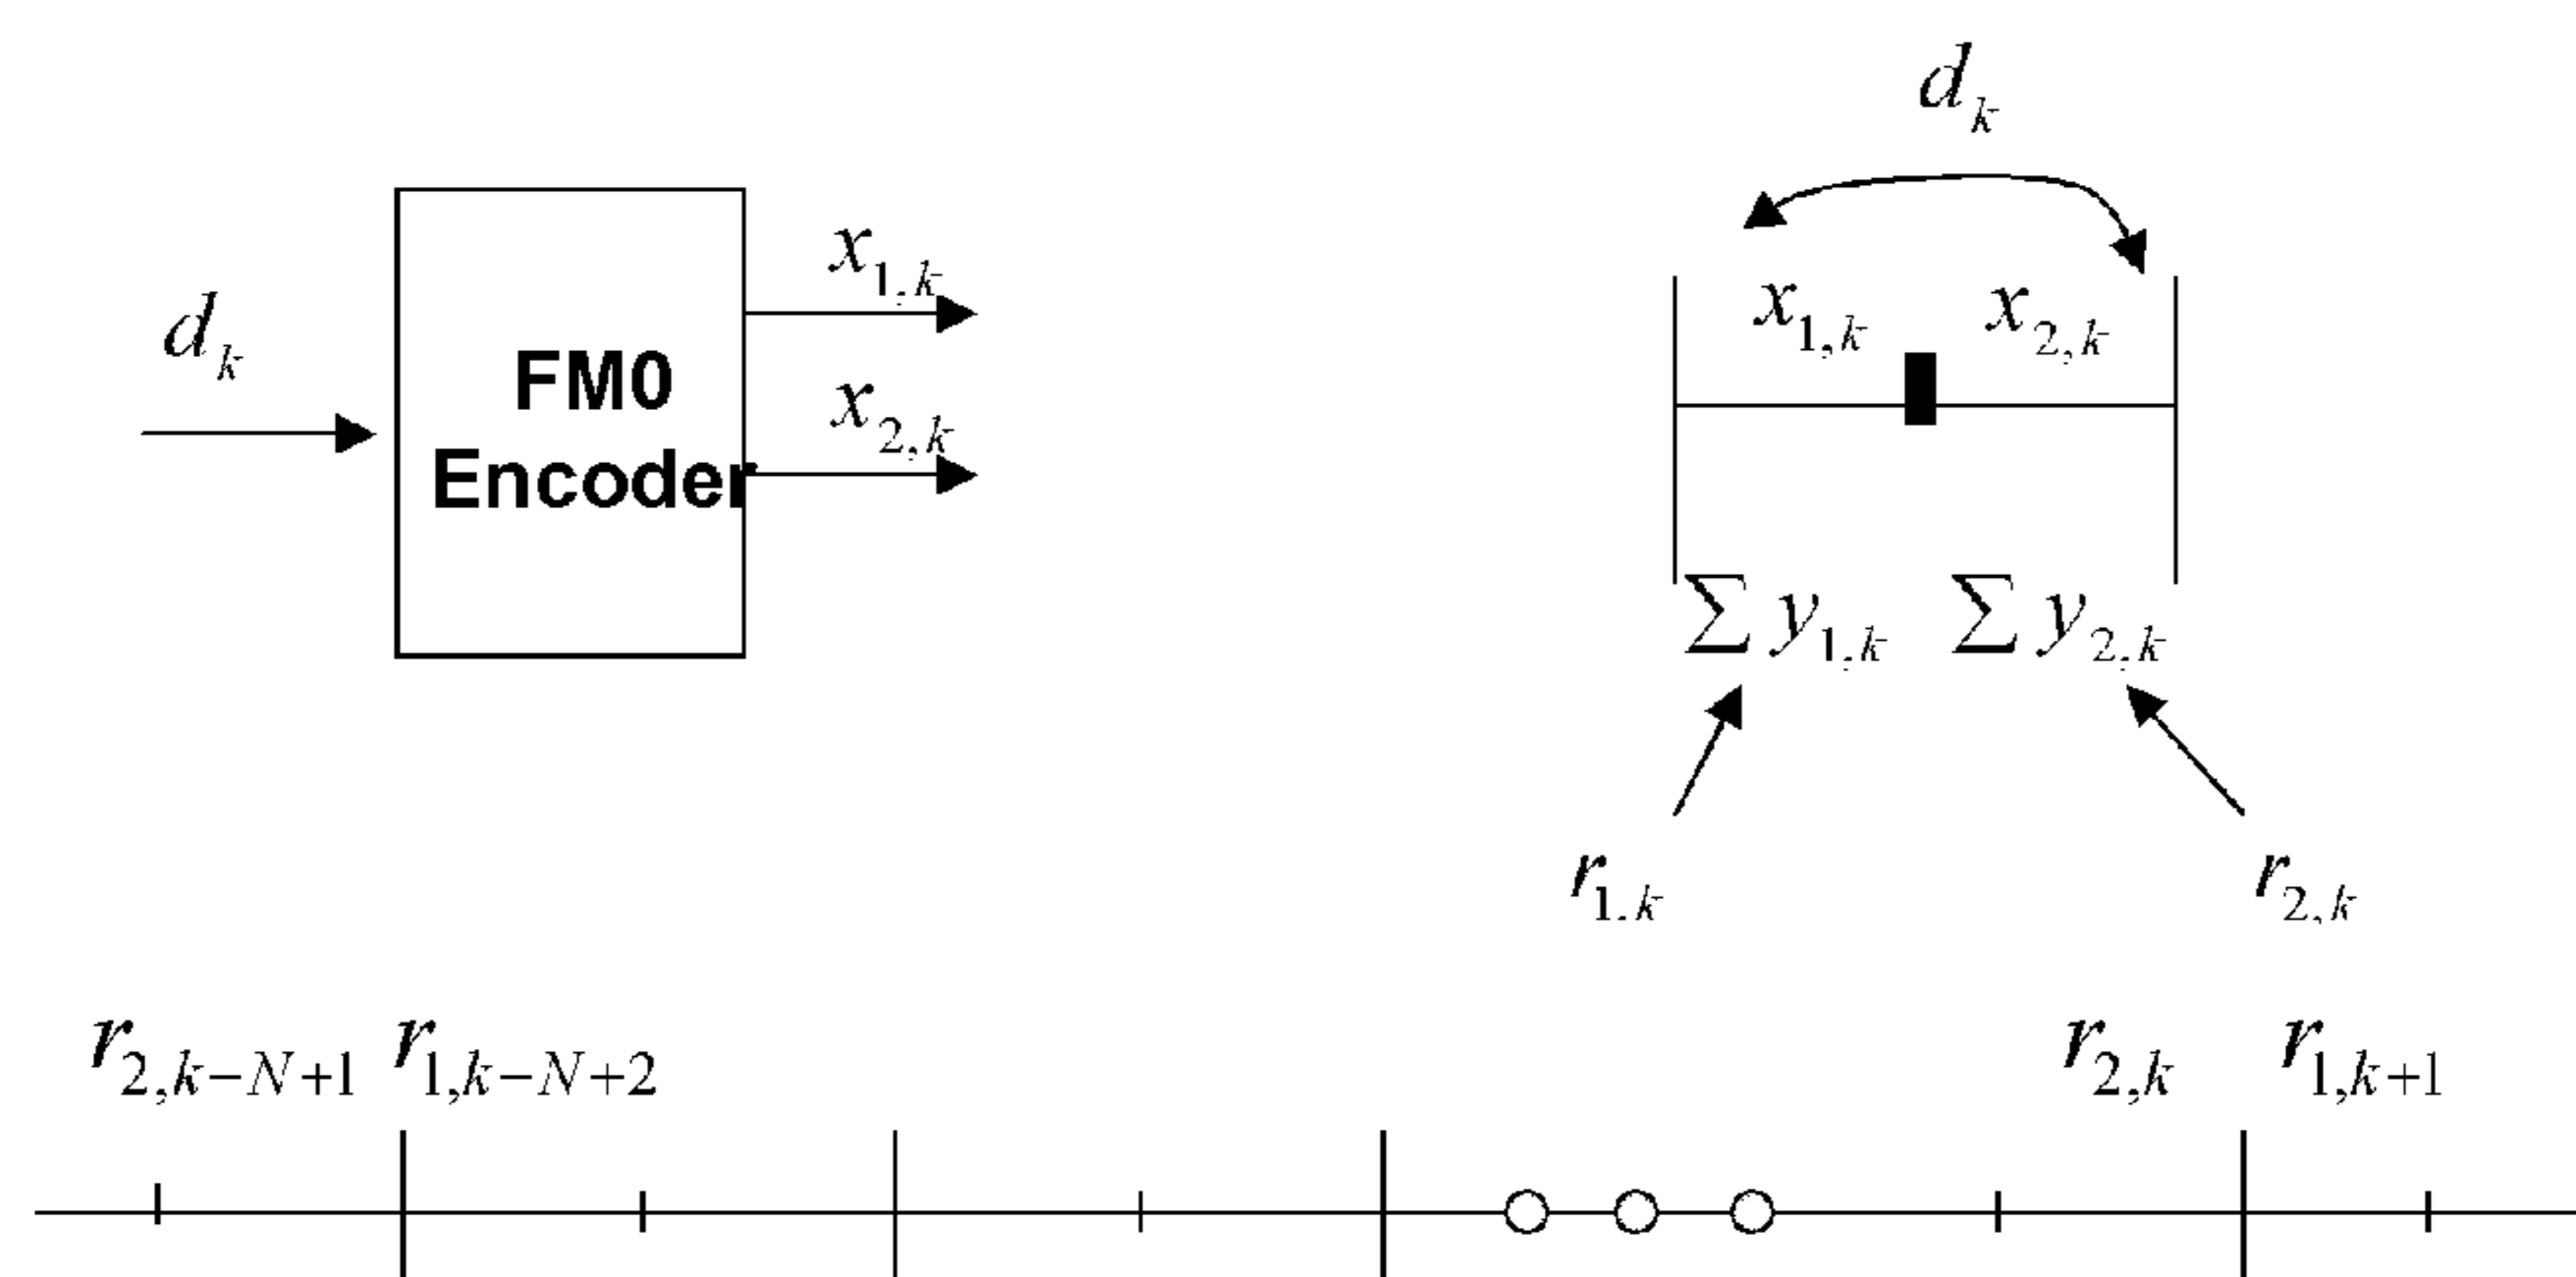 d_k
FM0
Encoder
x_{1,k}
x_{2,k}
d_k
x_{1,k} x_{2,k}
∑ y_{1,k} ∑ y_{2,k}
r_{1,k} r_{2,k}
r_{2,k−N+1} r_{1,k−N+2} r_{2,k} r_{1,k+1}